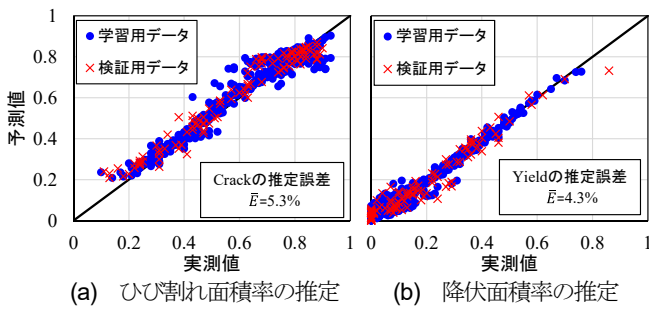 予測値
1.0
0.8
0.6
0.4
0.2
0
学習用データ
検証用データ
Crackの推定誤差
Ē=5.3%
0 0.2 0.4 0.6 0.8 1
実測値
(a) ひび割れ面積率の推定
学習用データ
検証用データ
Yieldの推定誤差
Ē=4.3%
0 0.2 0.4 0.6 0.8 1
実測値
(b) 降伏面積率の推定